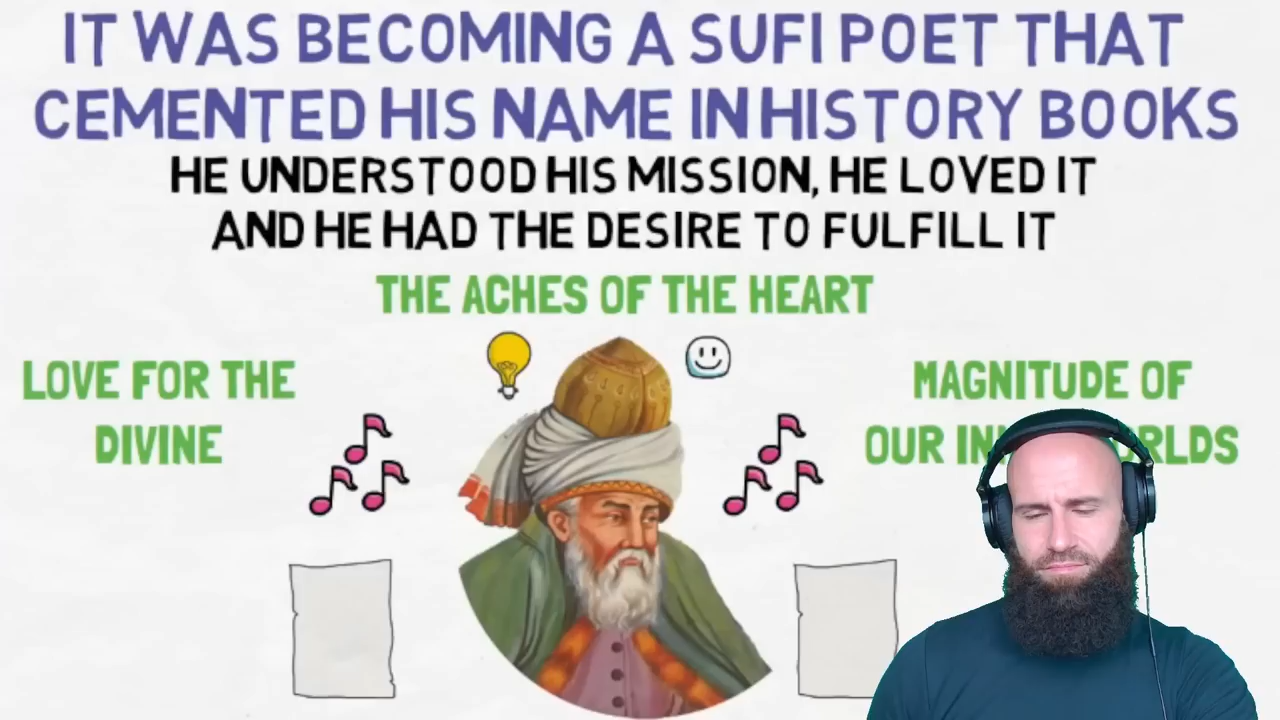 IT WAS BECOMING A SUFI POET THAT
CEMENTED HIS NAME IN HISTORY BOOKS
HE UNDERSTOOD HIS MISSION, HE LOVED IT
AND HE HAD THE DESIRE TO FULFILL IT
THE ACHES OF THE HEART
LOVE FOR THE
DIVINE
MAGNITUDE OF
OUR